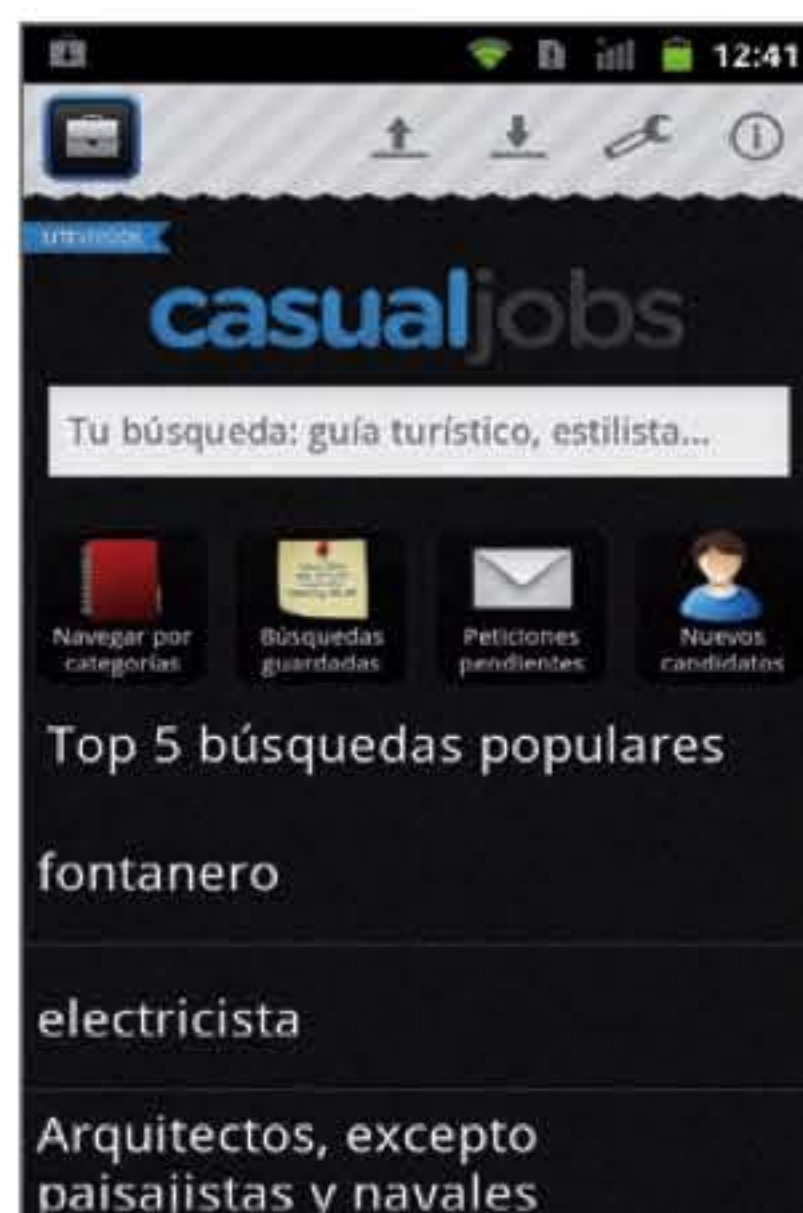 12:41
casualjobs
Tu búsqueda: guía turístico, estilista...
Navegar por
categorías
Búsquedas
guardadas
Peticiones
pendientes
Nuevos
candidatos
Top 5 búsquedas populares
fontanero
electricista
Arquitectos, excepto
paisajistas y navales